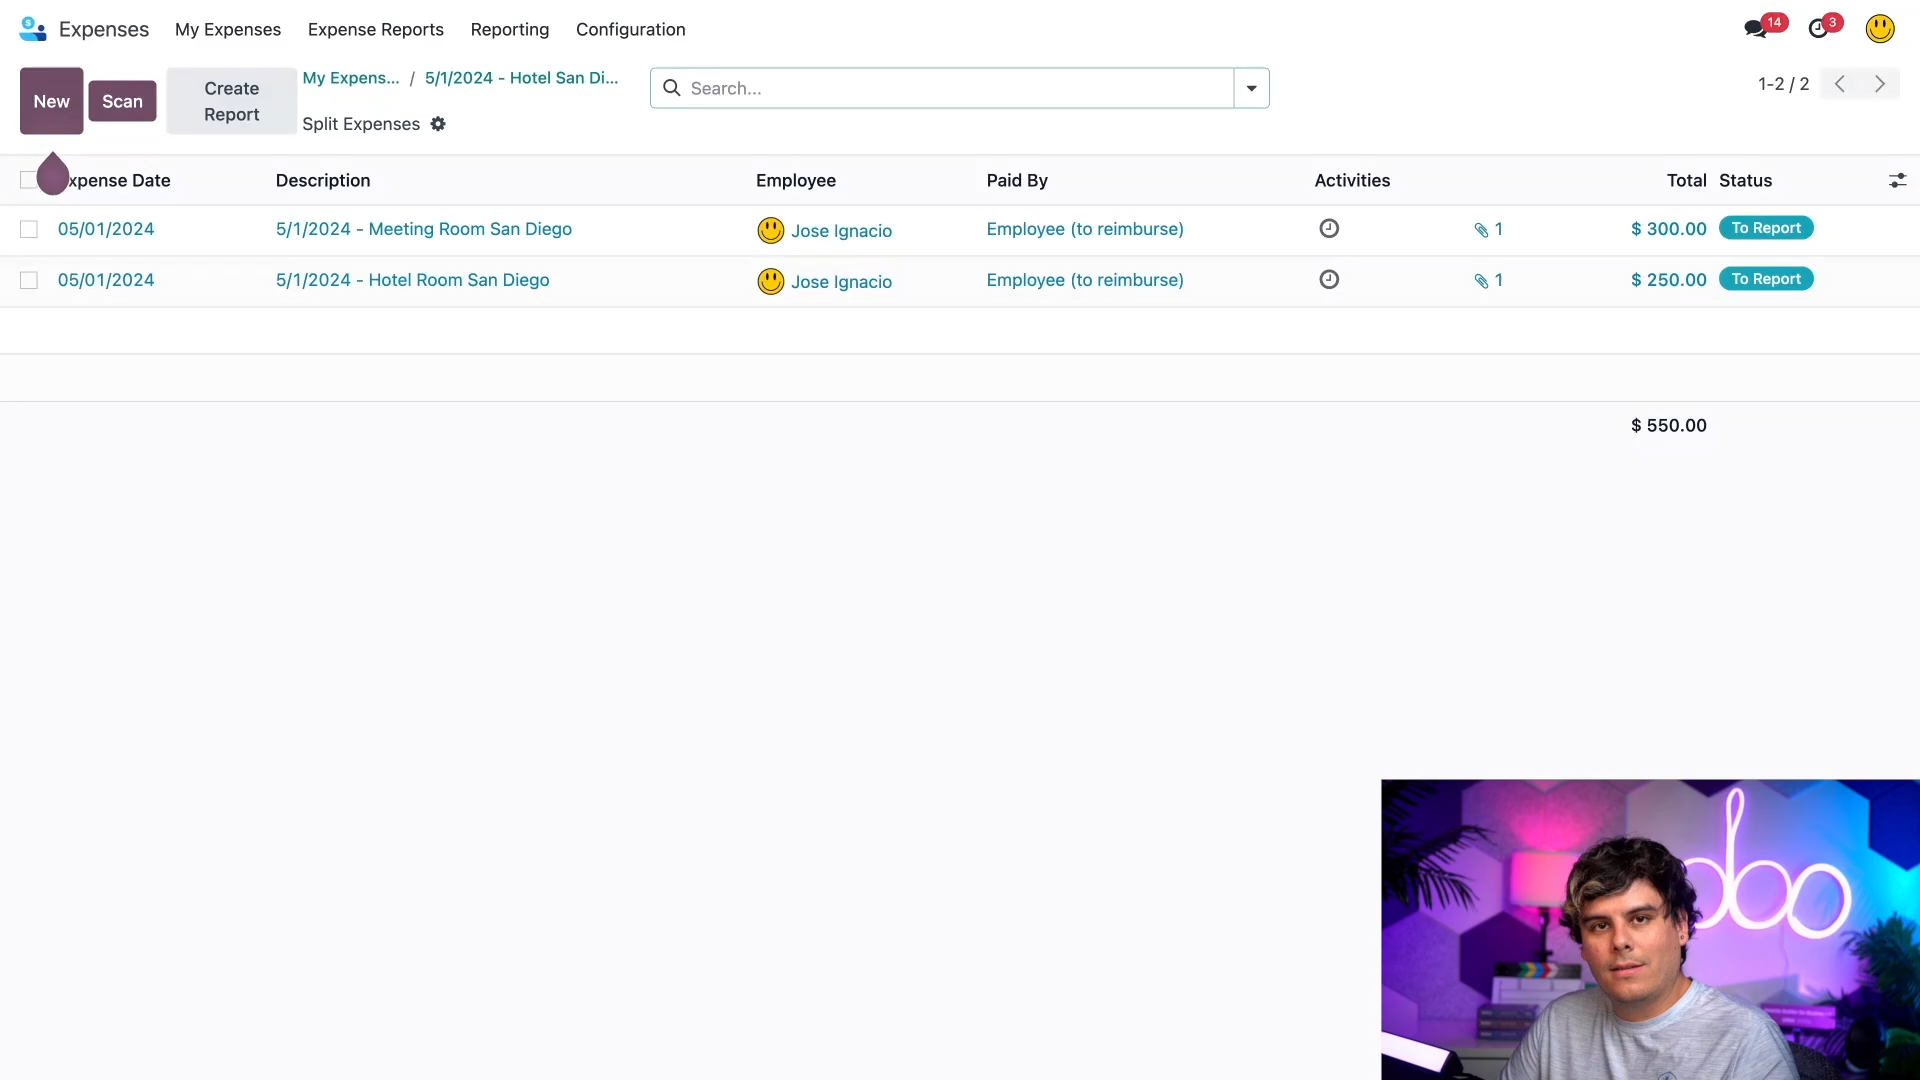 Expenses My Expenses Expense Reports Reporting Configuration 14 3
New Scan Create Report My Expens... / 5/1/2024 - Hotel San Di... Search... 1-2 / 2
Split Expenses
xpense Date Description Employee Paid By Activities Total Status
05/01/2024 5/1/2024 - Meeting Room San Diego Jose Ignacio Employee (to reimburse) 1 $ 300.00 To Report
05/01/2024 5/1/2024 - Hotel Room San Diego Jose Ignacio Employee (to reimburse) 1 $ 250.00 To Report
$ 550.00
odoo